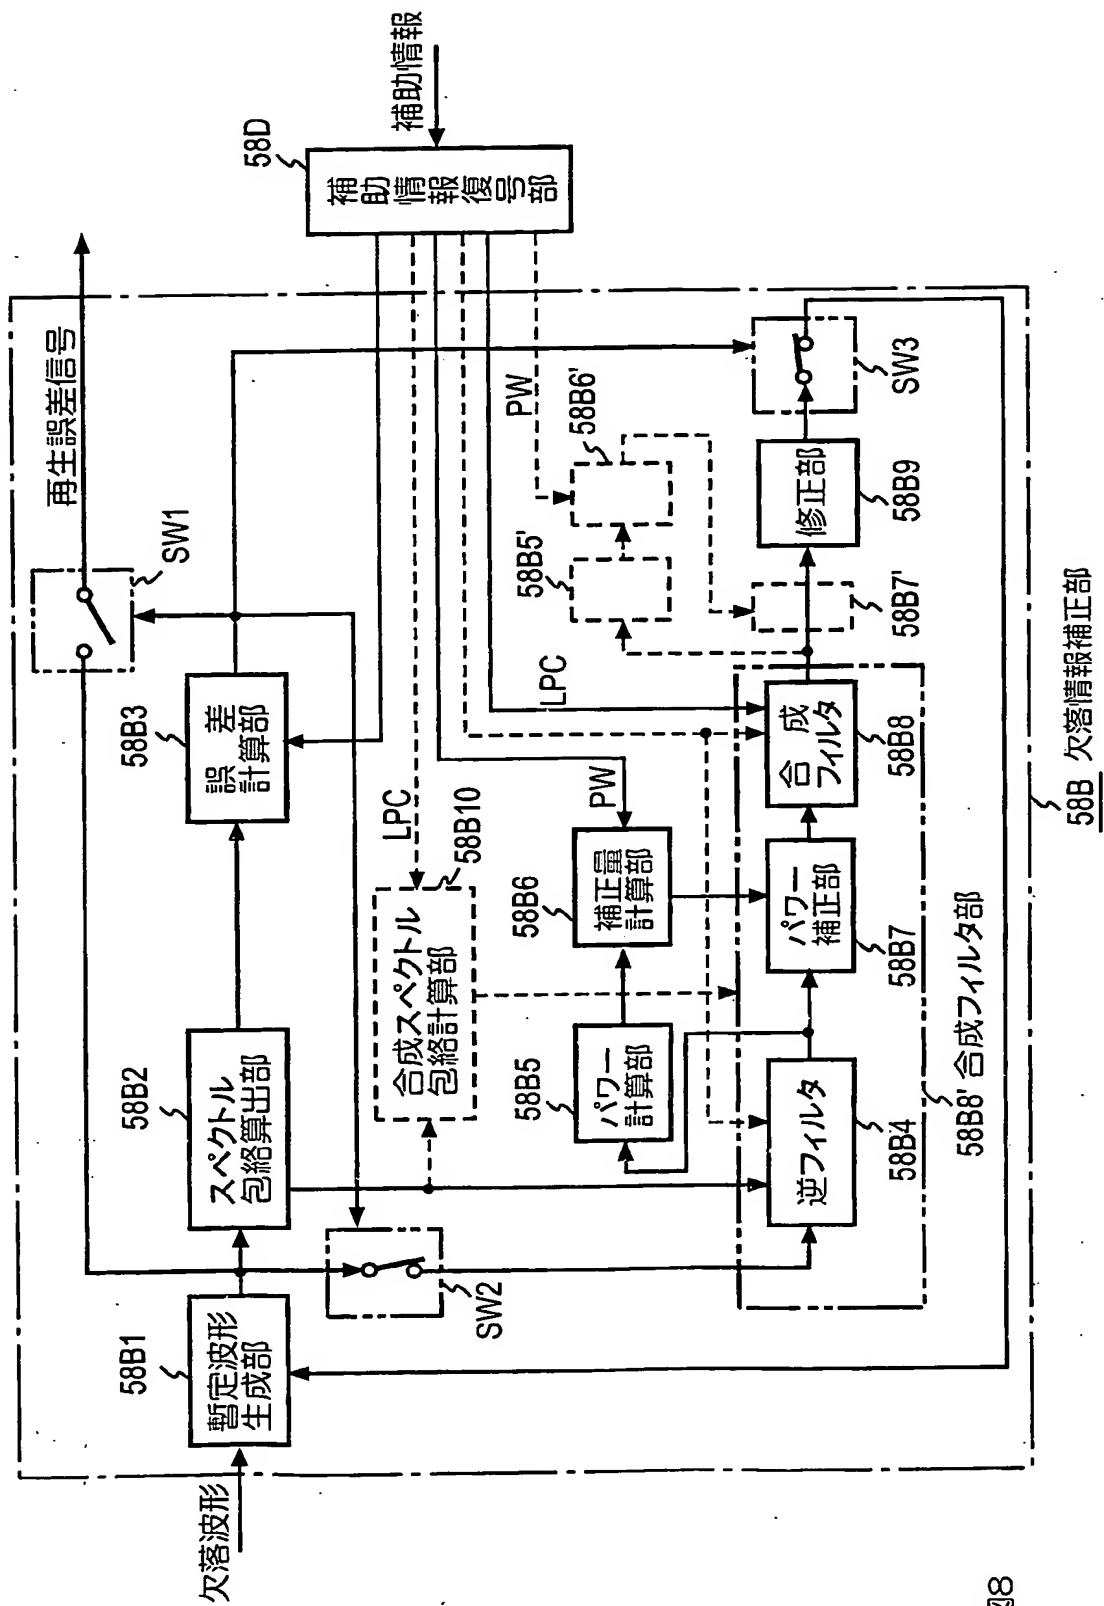 補助情報
58D
補助情報復号部
再生誤差信号
SW1
58B3
誤差
計算部
LPC
58B10
合成スペクトル
包絡計算部
58B2
スペクトル
包絡算出部
58B1
暫定波形
生成部
欠落波形
SW2
58B5
パワー
計算部
58B6
補正量
計算部
PW
LPC
58B5'
58B6'
PW
逆フィルタ
58B4
パワー
補正部
58B7
合成
フィルタ
58B8
58B8' 合成フィルタ部
58B7'
修正部
58B9
SW3
58B 欠落情報補正部
図8